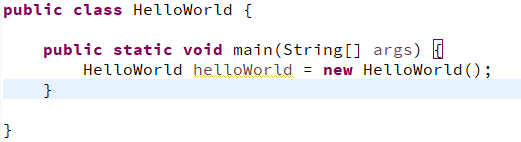 public class HelloWorld {
public static void main(String[] args) {
HelloWorld helloWorld = new HelloWorld();
}
}